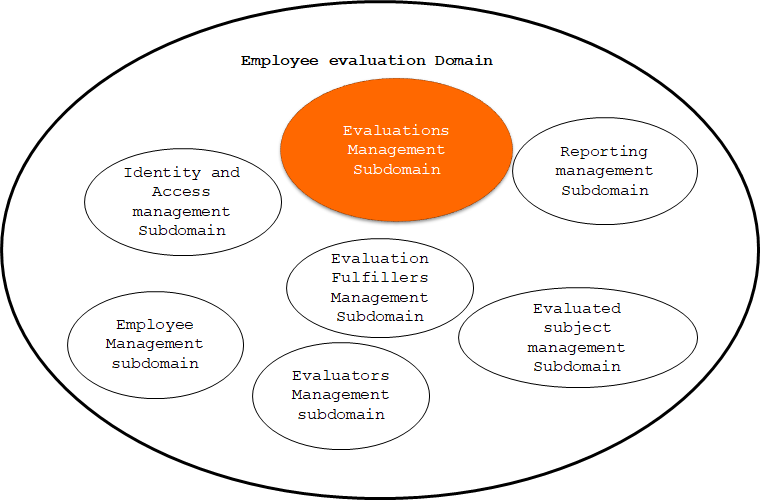 Employee evaluation Domain
Evaluations
Management
Subdomain
Reporting
management
Subdomain
Identity and
Access
management
Subdomain
Evaluation
Fulfillers
Management
Subdomain
Evaluated
subject
management
Subdomain
Employee
Management
subdomain
Evaluators
Management
subdomain